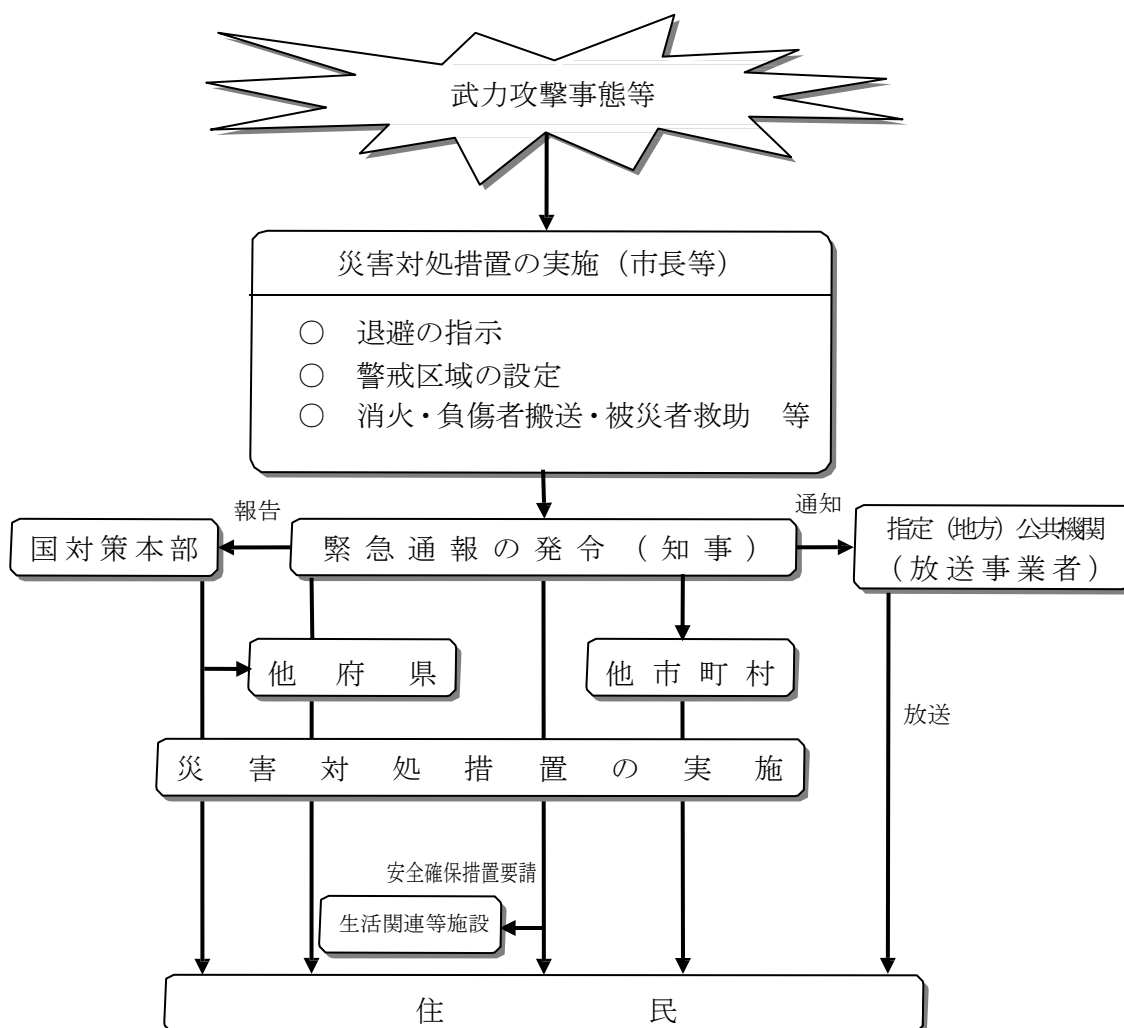 武力攻撃事態等
災害対処措置の実施（市長等）
○　退避の指示
○　警戒区域の設定
○　消火・負傷者搬送・被災者救助　等
報告
通知
国対策本部
緊急通報の発令（知事）
指定（地方）公共機関
（放送事業者）
他府県
他市町村
放送
災害対処措置の実施
安全確保措置要請
生活関連等施設
住民